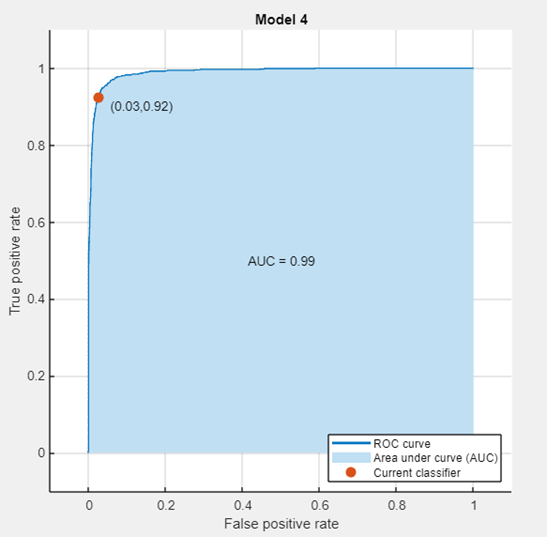 Model 4
1
(0.03,0.92)
0.8
0.6
True positive rate
AUC = 0.99
0.4
0.2
ROC curve
Area under curve (AUC)
Current classifier
0
0 0.2 0.4 0.6 0.8 1
False positive rate